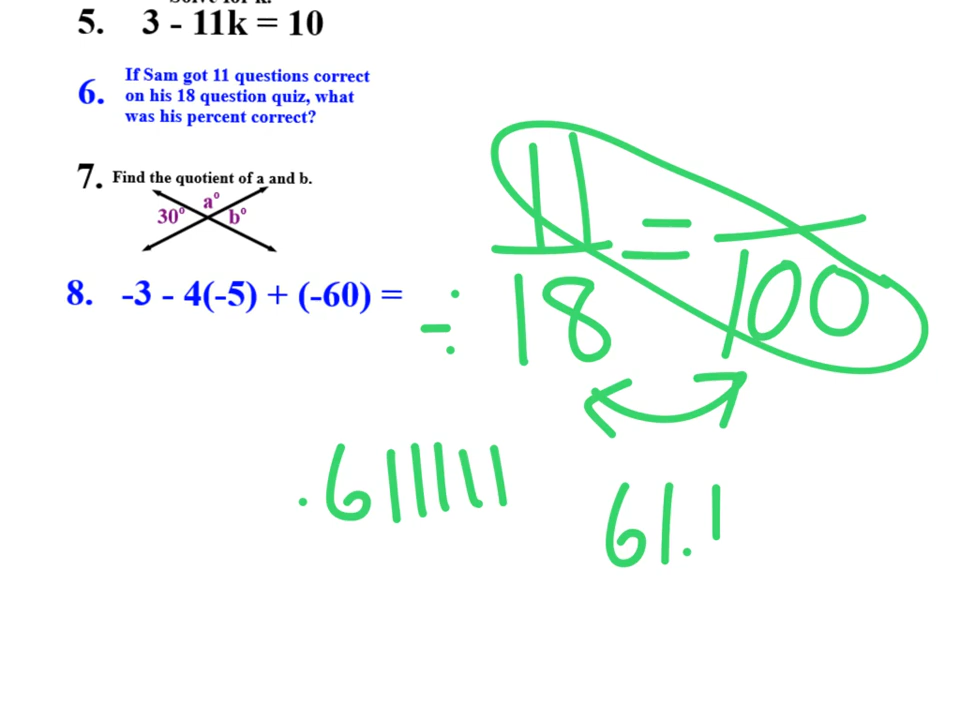 5. 3 - 11k = 10
6. If Sam got 11 questions correct
on his 18 question quiz, what
was his percent correct?
7. Find the quotient of a and b.
30° a° b°
8. -3 - 4(-5) + (-60) =
11 = 
÷ 18 100
.611111
61.1